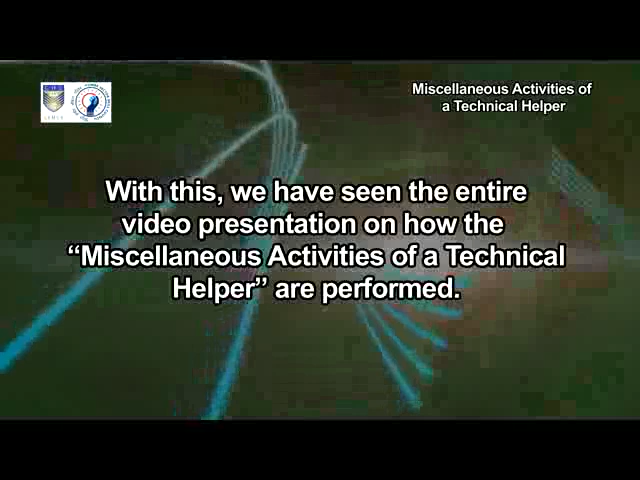 Miscellaneous Activities of
a Technical Helper
With this, we have seen the entire
video presentation on how the
“Miscellaneous Activities of a Technical
Helper” are performed.